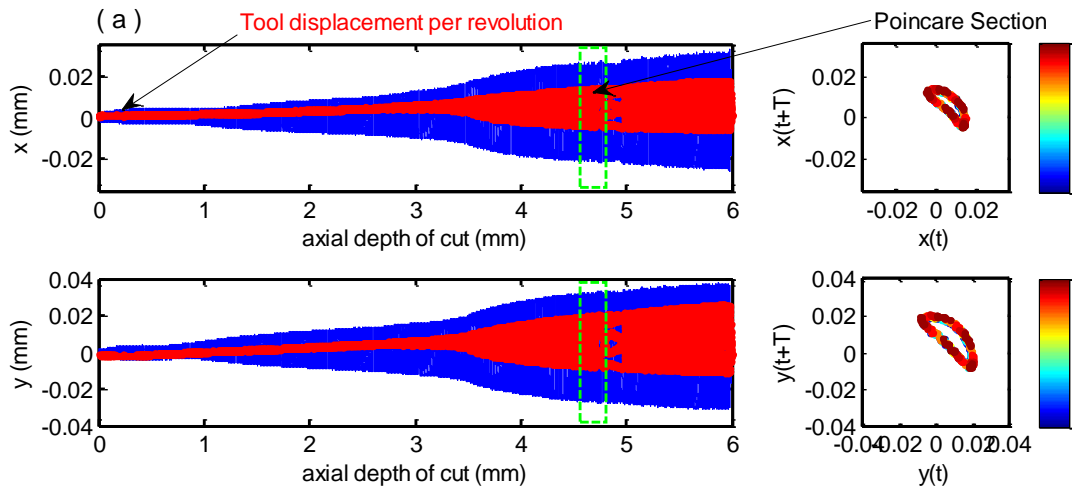 ( a )
Tool displacement per revolution
Poincare Section
x (mm)
0.02
0
-0.02
0 1 2 3 4 5 6
axial depth of cut (mm)
x(t+T)
0.02
0
-0.02
-0.02 0 0.02
x(t)
y (mm)
0.04
0.02
0
-0.02
-0.04
0 1 2 3 4 5 6
axial depth of cut (mm)
y(t+T)
0.04
0.02
0
-0.02
-0.04
-0.04 -0.02 0 0.02 0.04
y(t)